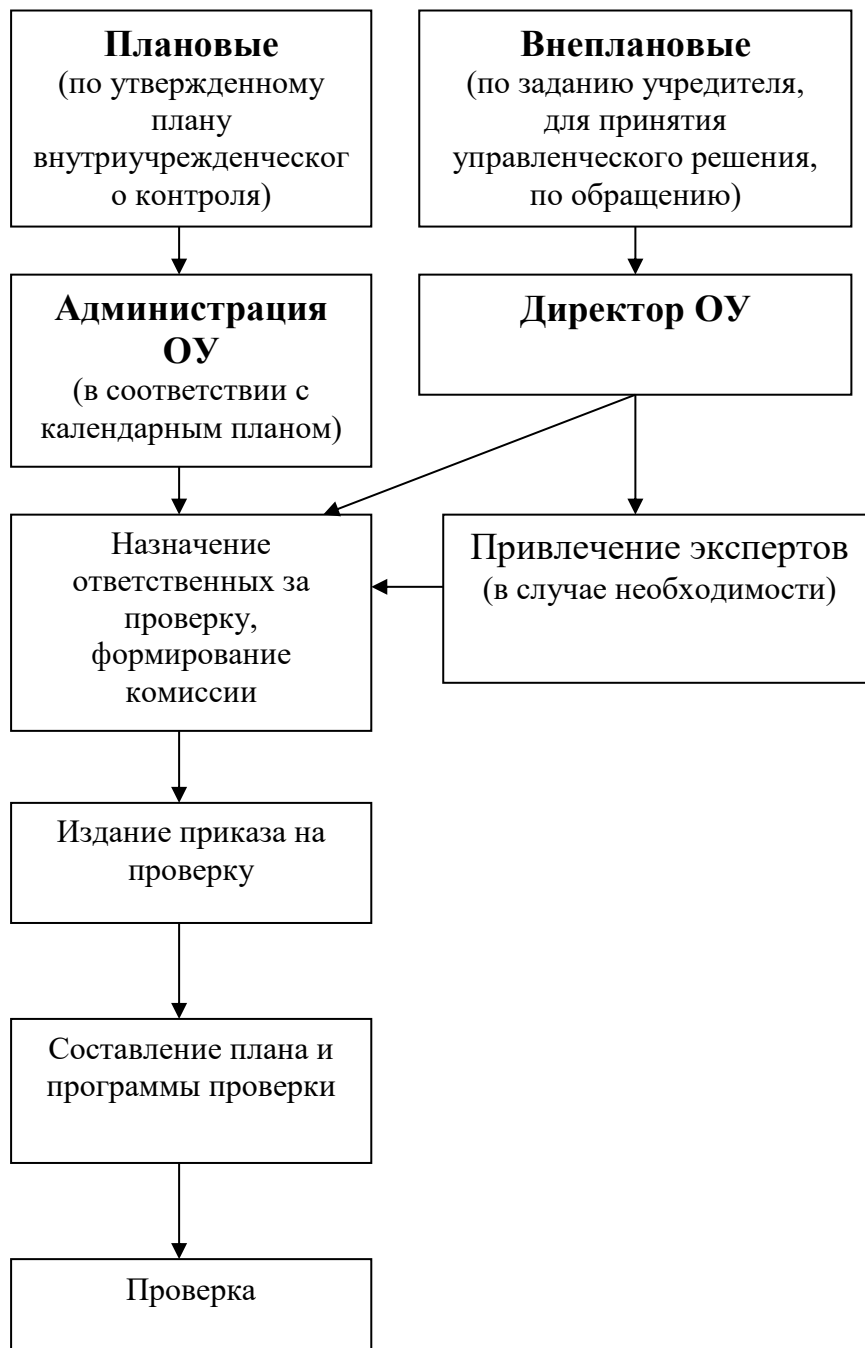 Плановые
(по утвержденному
плану
внутриучрежденческог
о контроля)
Внеплановые
(по заданию учредителя,
для принятия
управленческого решения,
по обращению)
Администрация
ОУ
(в соответствии с
календарным планом)
Директор ОУ
Назначение
ответственных за
проверку,
формирование
комиссии
Привлечение экспертов
(в случае необходимости)
Издание приказа на
проверку
Составление плана и
программы проверки
Проверка